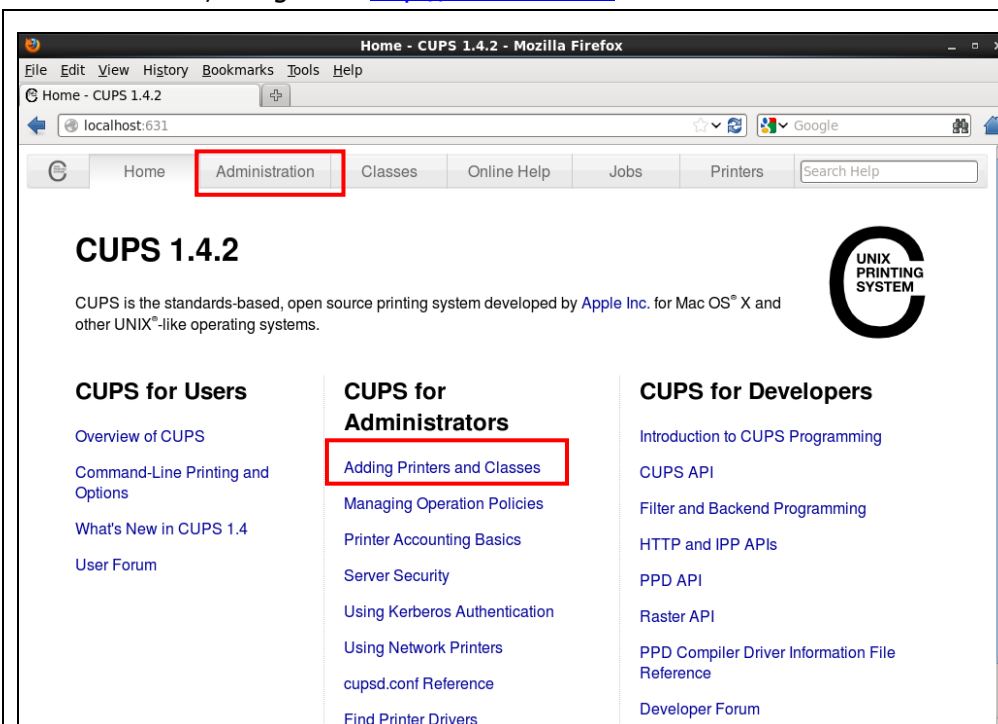 Home - CUPS 1.4.2 - Mozilla Firefox
File Edit View History Bookmarks Tools Help
Home - CUPS 1.4.2
localhost:631
Google
Home Administration Classes Online Help Jobs Printers Search Help
CUPS 1.4.2
CUPS is the standards-based, open source printing system developed by Apple Inc. for Mac OS® X and
other UNIX®-like operating systems.
UNIX
PRINTING
SYSTEM
CUPS for Users
Overview of CUPS
Command-Line Printing and
Options
What's New in CUPS 1.4
User Forum
CUPS for
Administrators
Adding Printers and Classes
Managing Operation Policies
Printer Accounting Basics
Server Security
Using Kerberos Authentication
Using Network Printers
cupsd.conf Reference
Find Printer Drivers
CUPS for Developers
Introduction to CUPS Programming
CUPS API
Filter and Backend Programming
HTTP and IPP APIs
PPD API
Raster API
PPD Compiler Driver Information File
Reference
Developer Forum